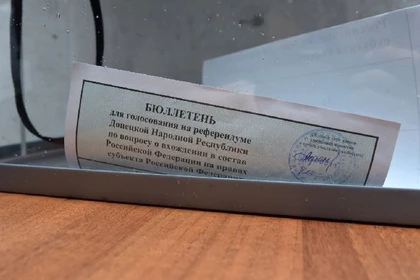 БЮЛЛЕТЕНЬ
для голосования на референдуме
Донецкой Народной Республики
по вопросу о вхождении в состав
Российской Федерации на правах
субъекта Российской Федерации